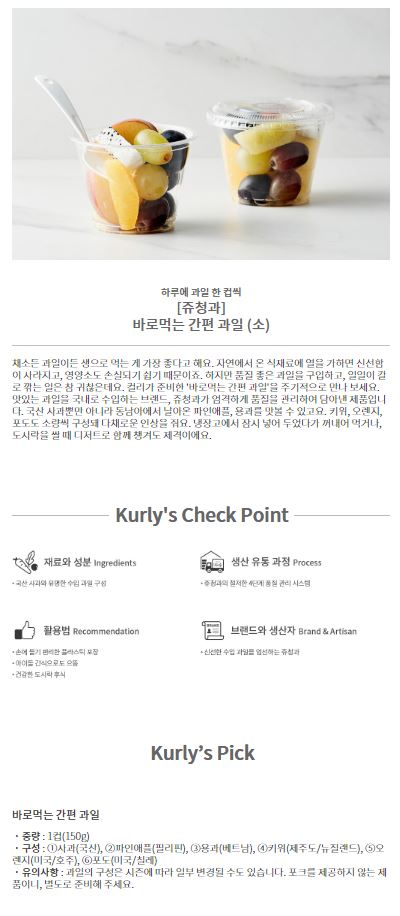 하루에 과일 한 컵씩
[쥬청과]
바로먹는 간편 과일 (소)
채소든 과일이든 생으로 먹는 게 가장 좋다고 해요. 자연에서 온 식재료에 열을 가하면 신선함
이 사라지고, 영양소도 손실되기 쉽기 때문이죠. 하지만 품질 좋은 과일을 구입하고, 일일이 칼
로 깎는 일은 참 귀찮은데요. 컬리가 준비한 '바로먹는 간편 과일'을 주기적으로 만나 보세요.
맛있는 과일을 국내로 수입하는 브랜드, 쥬청과가 엄격하게 품질을 관리하여 담아낸 제품입니
다. 국산 사과뿐만 아니라 동남아에서 날아온 파인애플, 용과를 맛볼 수 있고요. 키위, 오렌지,
포도도 소량씩 구성돼 다채로운 인상을 줘요. 냉장고에서 잠시 넣어 두었다가 꺼내어 먹거나,
도시락을 쌀 때 디저트로 함께 챙겨도 제격이에요.
Kurly's Check Point
재료와 성분 Ingredients
• 국산 사과와 유명한 수입 과일 구성
생산 유통 과정 Process
• 쥬청과의 철저한 4단계 품질 관리 시스템
활용법 Recommendation
• 손에 들기 편리한 플라스틱 포장
• 아이들 간식으로도 으뜸
• 건강한 도시락 후식
브랜드와 생산자 Brand & Artisan
• 신선한 수입 과일을 엄선하는 쥬청과
Kurly's Pick
바로먹는 간편 과일
・중량 : 1컵(150g)
・구성 : ①사과(국산), ②파인애플(필리핀), ③용과(베트남), ④키위(제주도/뉴질랜드), ⑤오
렌지(미국/호주), ⑥포도(미국/칠레)
・유의사항 : 과일의 구성은 시즌에 따라 일부 변경될 수도 있습니다. 포크를 제공하지 않는 제
품이니, 별도로 준비해 주세요.